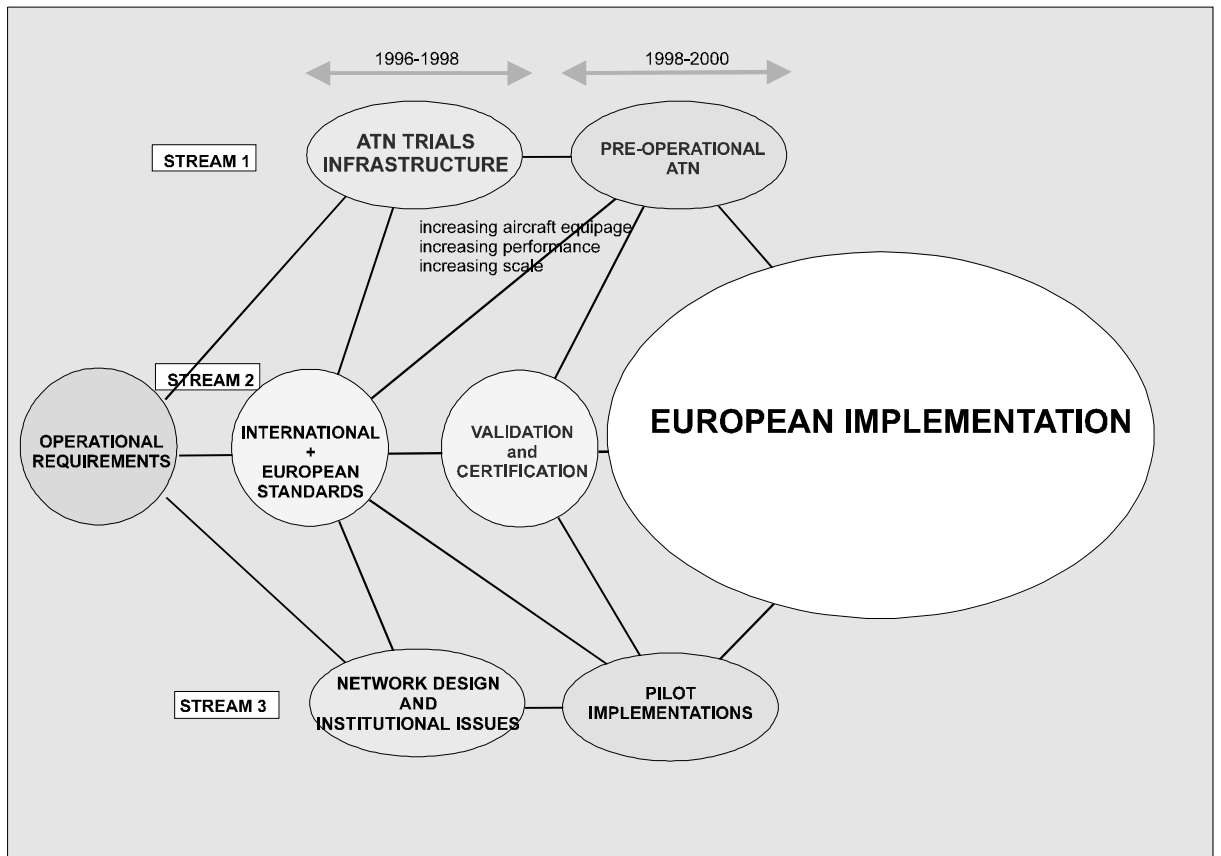 1996-1998
1998-2000
STREAM 1
ATN TRIALS
INFRASTRUCTURE
PRE-OPERATIONAL
ATN
increasing aircraft equipage
increasing performance
increasing scale
STREAM 2
OPERATIONAL
REQUIREMENTS
INTERNATIONAL
+
EUROPEAN
STANDARDS
VALIDATION
and
CERTIFICATION
EUROPEAN IMPLEMENTATION
STREAM 3
NETWORK DESIGN
AND
INSTITUTIONAL ISSUES
PILOT
IMPLEMENTATIONS